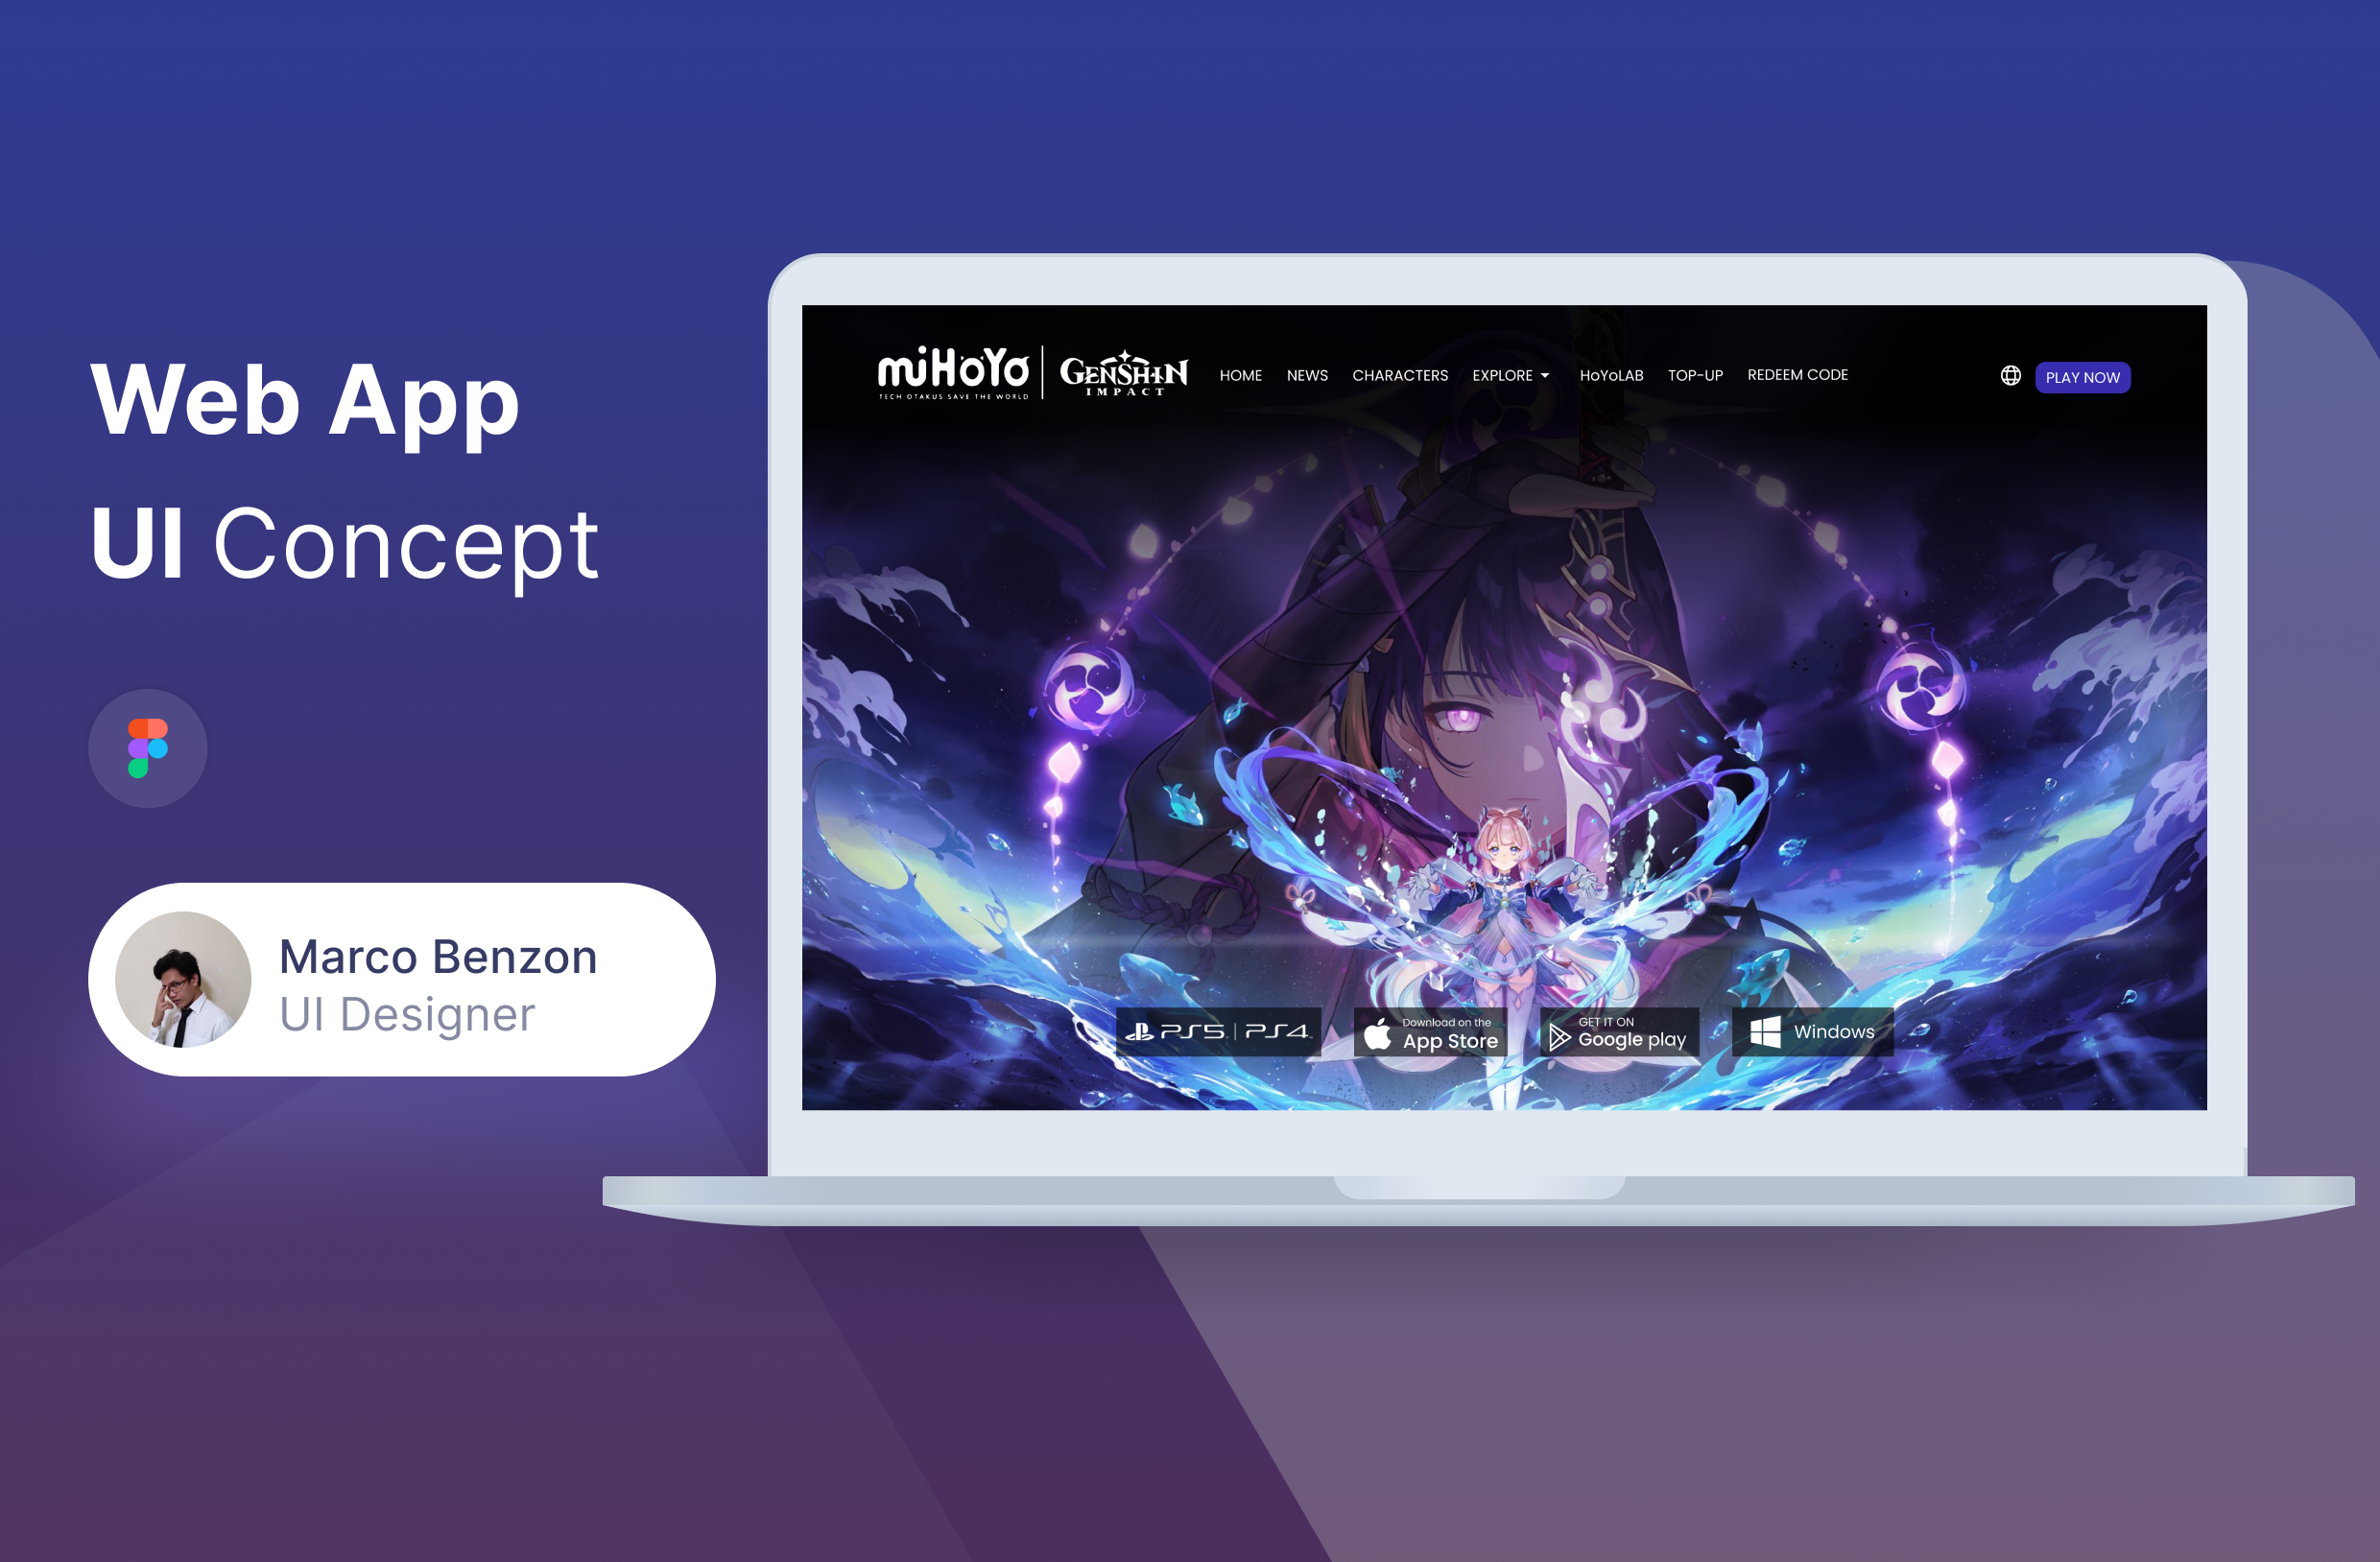 Web App
UI Concept
Marco Benzon
UI Designer
miHoYo
TECH OTAKUS SAVE THE WORLD
GENSHIN
IMPACT
HOME NEWS CHARACTERS EXPLORE HoYoLAB TOP-UP REDEEM CODE PLAY NOW
PS5 | PS4
Download on the
App Store
GET IT ON
Google play
Windows